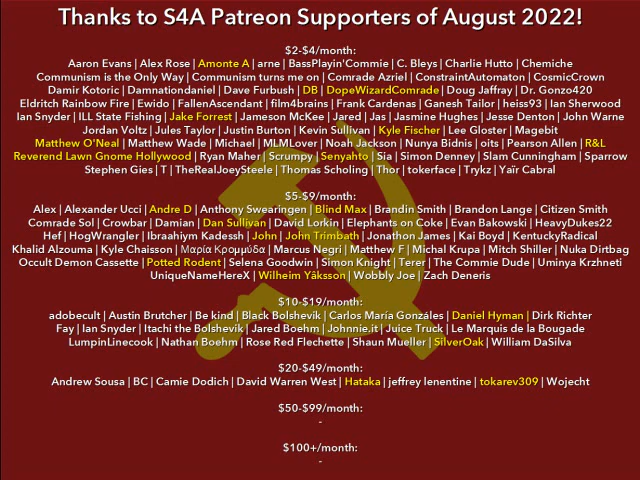 Thanks to S4A Patreon Supporters of August 2022!
$2-$4/month:
Aaron Evans | Alex Rose | Amonte A | arne | BassPlayin'Commie | C. Bleys | Charlie Hutto | Chemiche
Communism is the Only Way | Communism turns me on | Comrade Azriel | ConstraintAutomaton | CosmicCrown
Damir Kotoric | Damnationdaniel | Dave Furbush | DB | DopeWizardComrade | Doug Jaffray | Dr. Gonzo420
Eldritch Rainbow Fire | Ewido | FallenAscendant | film4brains | Frank Cardenas | Ganesh Tailor | heiss93 | Ian Sherwood
Ian Snyder | ILL State Fishing | Jake Forrest | Jameson McKee | Jared | Jas | Jasmine Hughes | Jesse Denton | John Warne
Jordan Voltz | Jules Taylor | Justin Burton | Kevin Sullivan | Kyle Fischer | Lee Gloster | Magebit
Matthew O'Neal | Matthew Wade | Michael | MLMLover | Noah Jackson | Nunya Bidnis | oits | Pearson Allen | R&L
Reverend Lawn Gnome Hollywood | Ryan Maher | Scrumpy | Senyahto | Sia | Simon Denney | Slam Cunningham | Sparrow
Stephen Gies | T | TheRealJoeySteele | Thomas Scholing | Thor | tokerface | Trykz | Yaïr Cabral
$5-$9/month:
Alex | Alexander Ucci | Andre D | Anthony Swearingen | Blind Max | Brandin Smith | Brandon Lange | Citizen Smith
Comrade Sol | Crowbar | Damian | Dan Sullivan | David Lorkin | Elephants on Coke | Evan Bakowski | HeavyDukes22
Hef | HogWrangler | Ibraahiym Kadessh | John | John Trimbath | Jonathon James | Kai Boyd | KentuckyRadical
Khalid Alzouma | Kyle Chaisson | Μαρία Κρομμύδα | Marcus Negri | Matthew F | Michal Krupa | Mitch Shiller | Nuka Dirtbag
Occult Demon Cassette | Potted Rodent | Selena Goodwin | Simon Knight | Terer | The Commie Dude | Uminya Krzhneti
UniqueNameHereX | Wilheim Yâksson | Wobbly Joe | Zach Deneris
$10-$19/month:
adobecult | Austin Brutcher | Be kind | Black Bolshevik | Carlos María Gonzáles | Daniel Hyman | Dirk Richter
Fay | Ian Snyder | Itachi the Bolshevik | Jared Boehm | Johnnie.it | Juice Truck | Le Marquis de la Bougade
LumpinLinecook | Nathan Boehm | Rose Red Flechette | Shaun Mueller | SilverOak | William DaSilva
$20-$49/month:
Andrew Sousa | BC | Camie Dodich | David Warren West | Hataka | jeffrey lenentine | tokarev309 | Wojecht
$50-$99/month:
-
$100+/month:
-